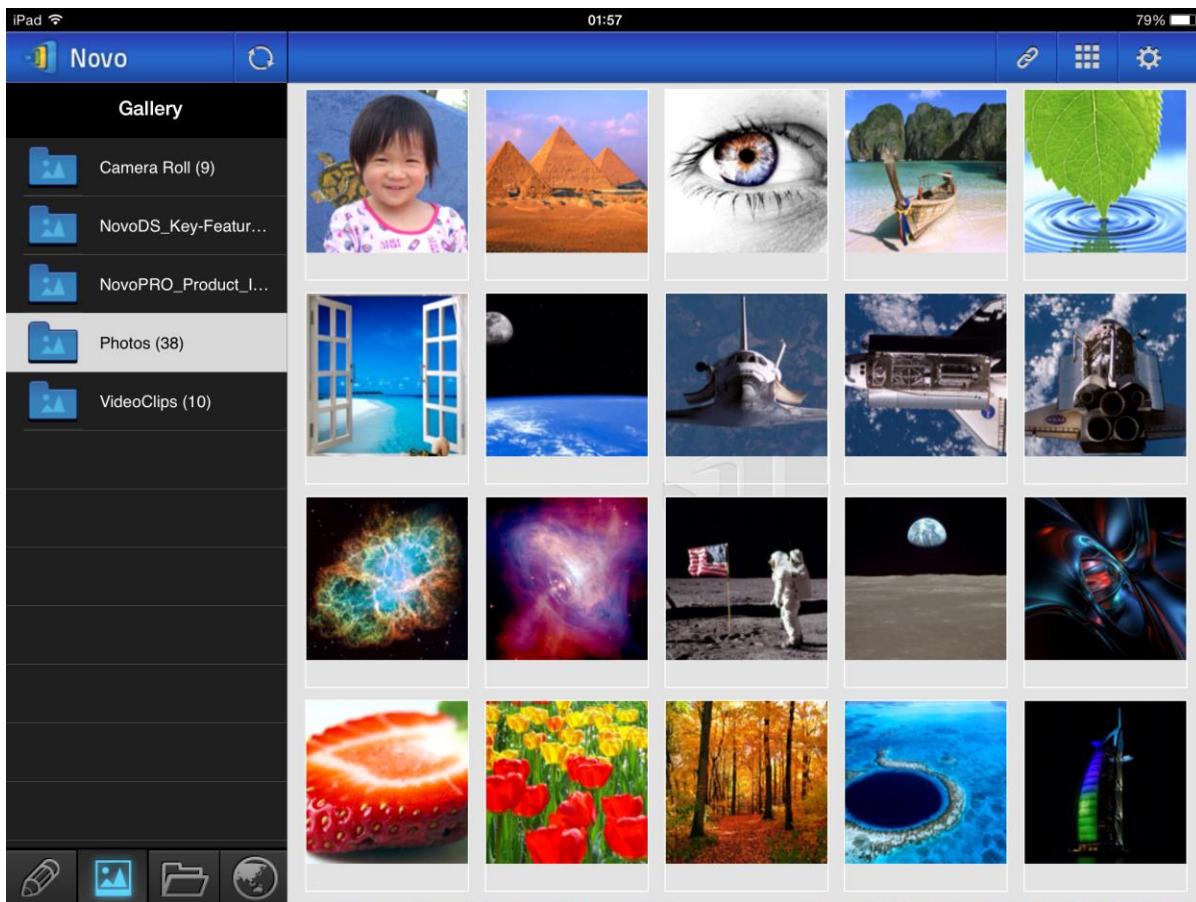 iPad 01:57 79%
Novo
Gallery
Camera Roll (9)
NovoDS_Key-Featur...
NovoPRO_Product_I...
Photos (38)
VideoClips (10)